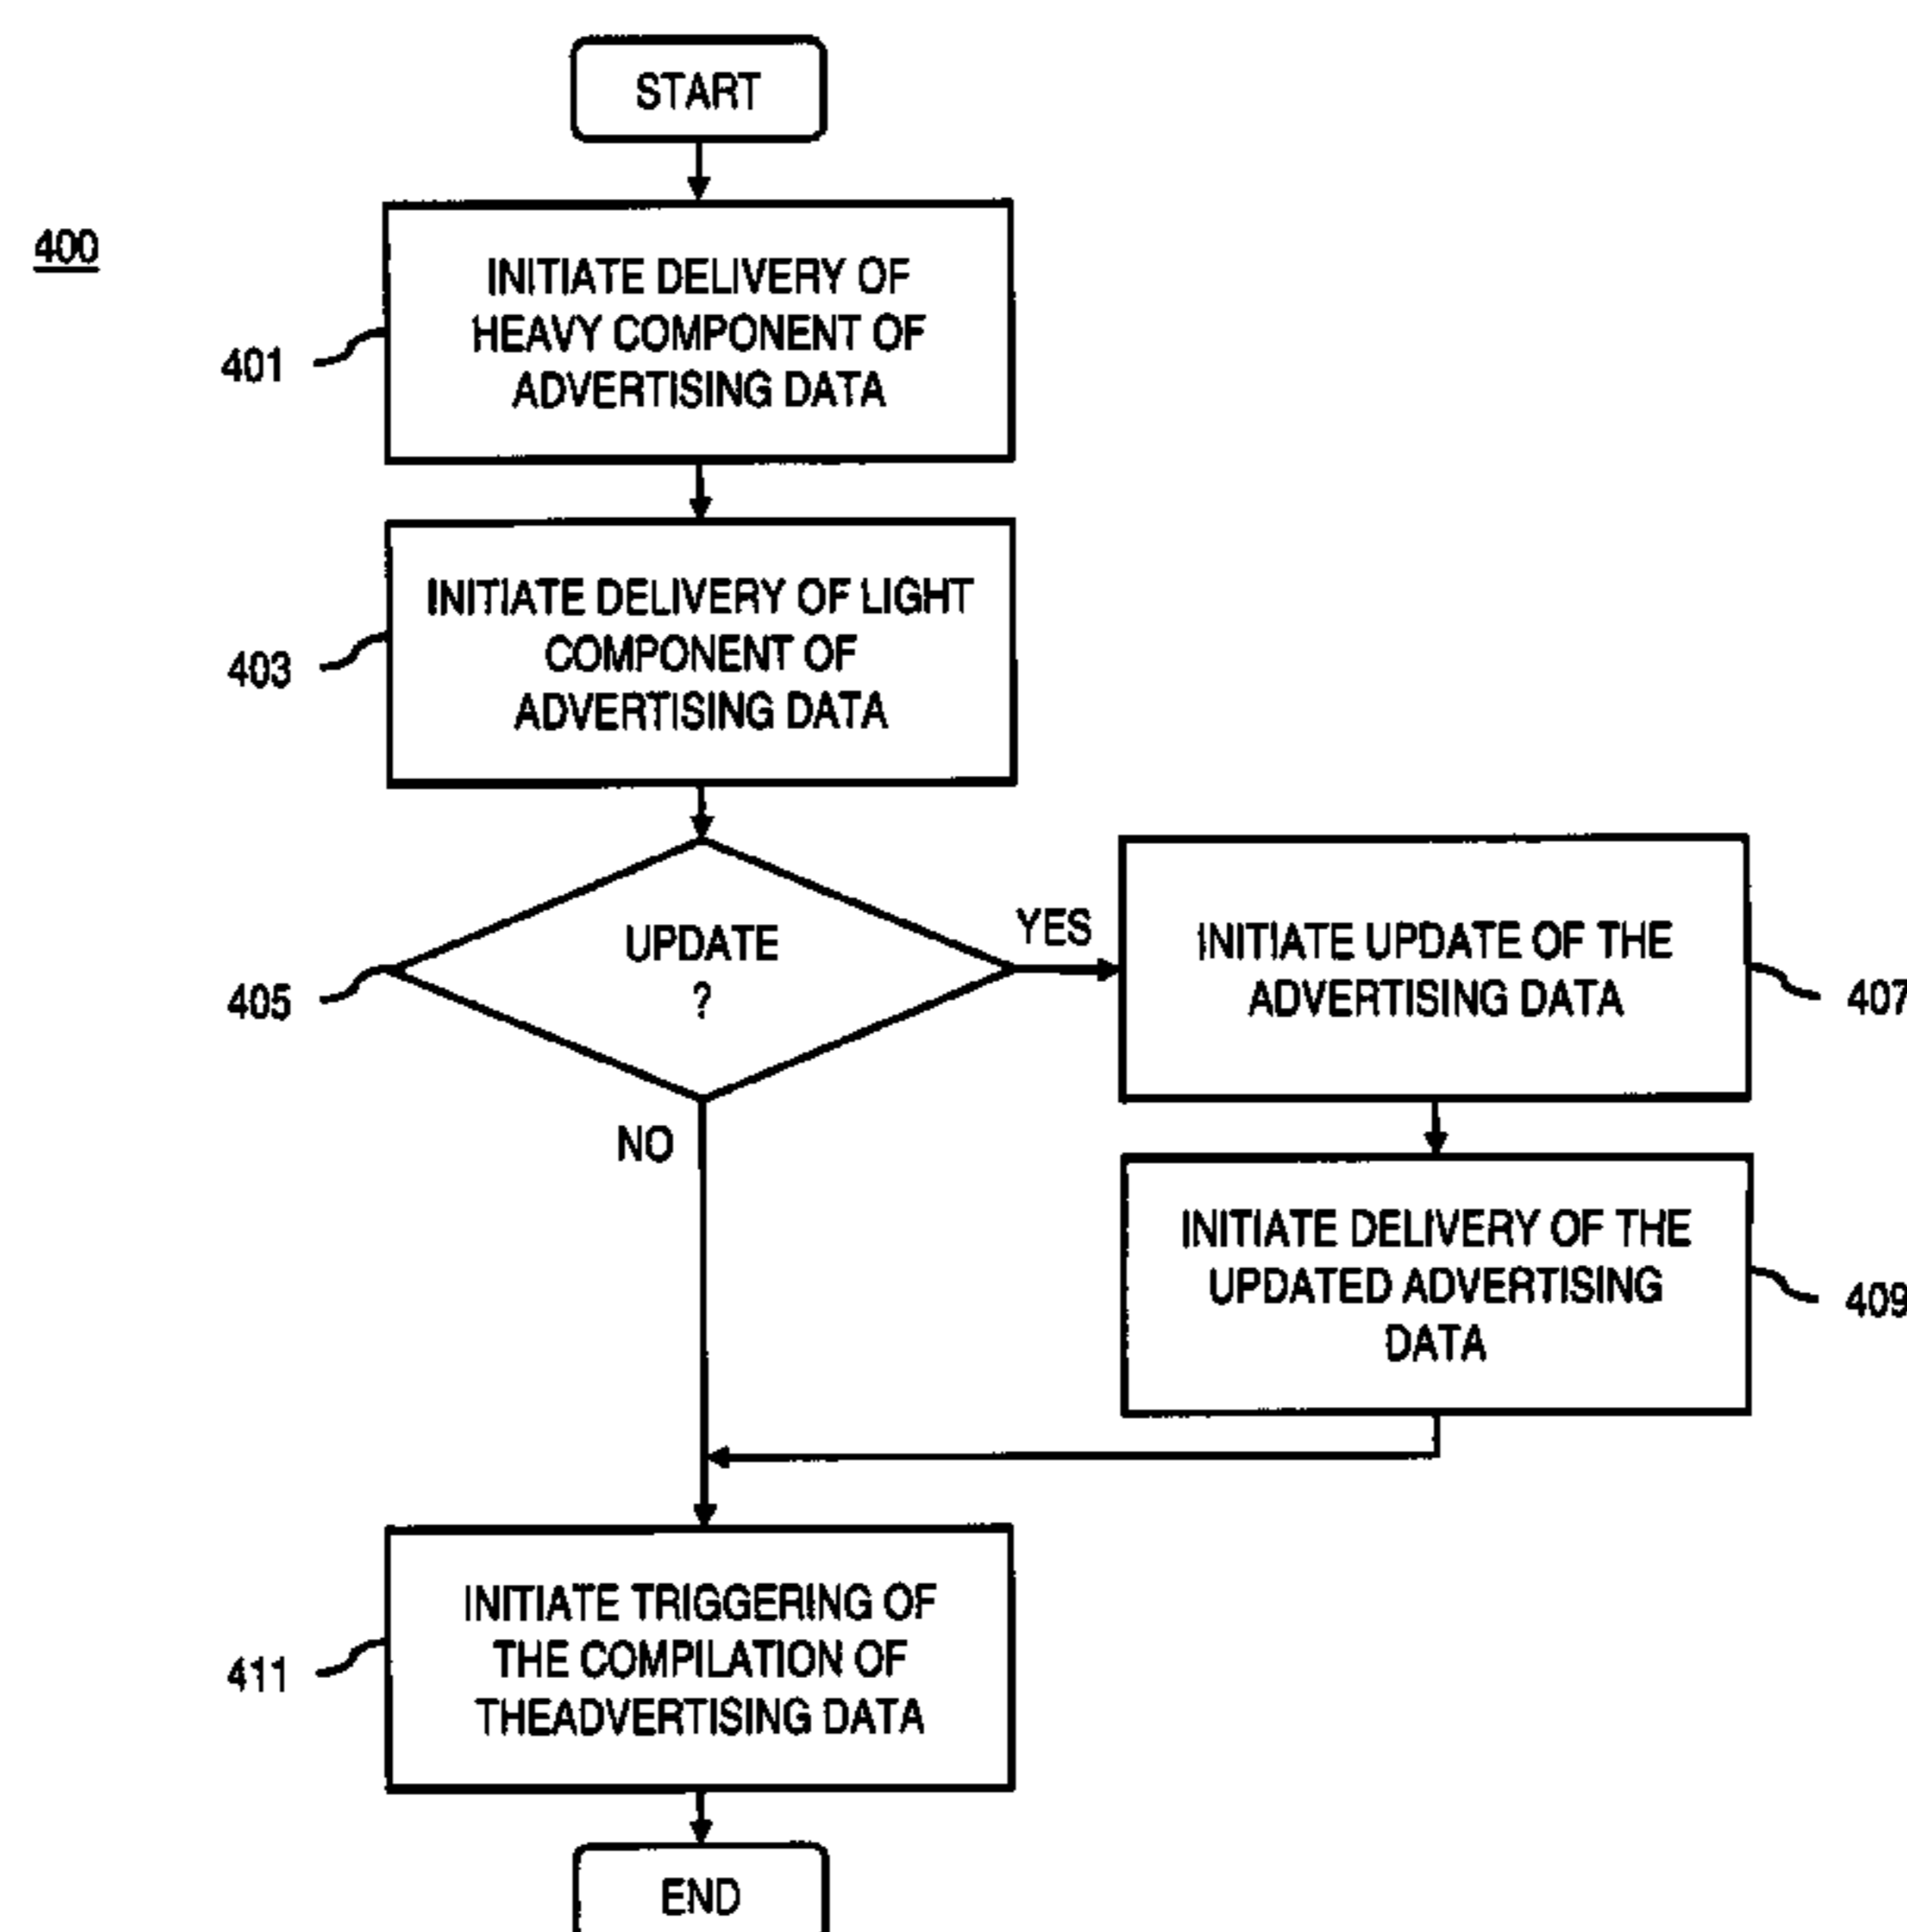 START
400
INITIATE DELIVERY OF
HEAVY COMPONENT OF
ADVERTISING DATA
401
INITIATE DELIVERY OF LIGHT
COMPONENT OF
ADVERTISING DATA
403
UPDATE
?
405
YES
INITIATE UPDATE OF THE
ADVERTISING DATA
407
NO
INITIATE DELIVERY OF THE
UPDATED ADVERTISING
DATA
409
INITIATE TRIGGERING OF
THE COMPILATION OF
THEADVERTISING DATA
411
END